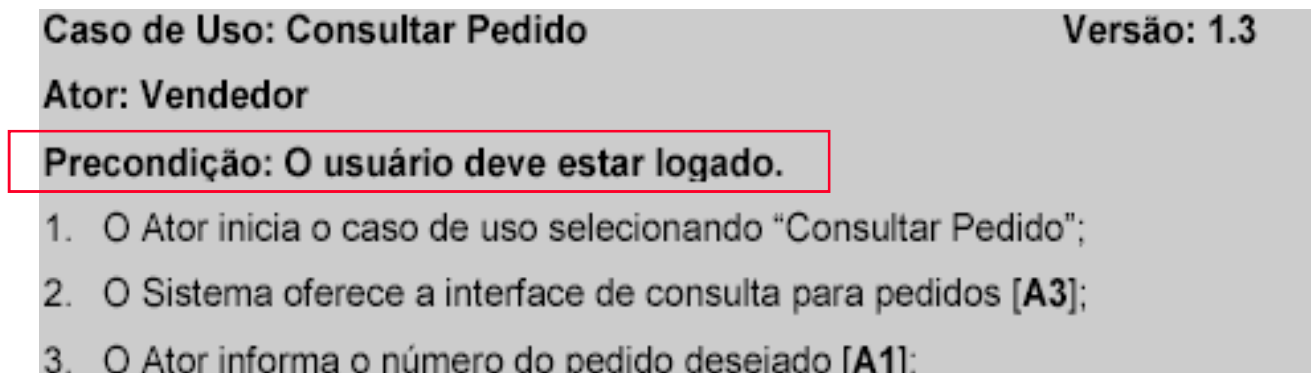 Caso de Uso: Consultar Pedido Versão: 1.3
Ator: Vendedor
Precondição: O usuário deve estar logado.
1. O Ator inicia o caso de uso selecionando “Consultar Pedido”;
2. O Sistema oferece a interface de consulta para pedidos [A3];
3. O Ator informa o número do pedido desejado [A1];